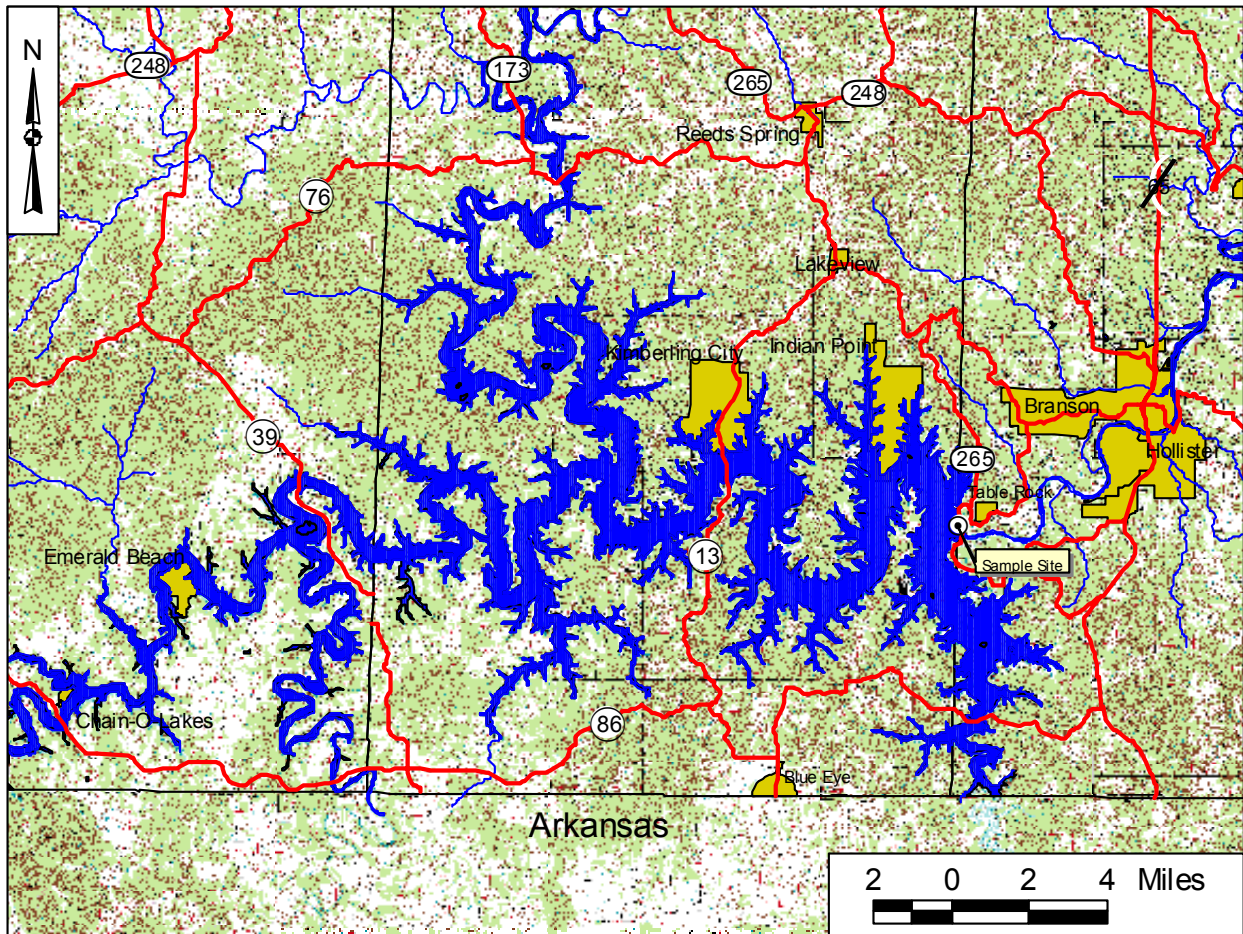 N
248
173
265
248
Reeds Spring
76
Lakeview
Kimberling City
Indian Point
Branson
39
Hollister
265
Table Rock
13
Sample Site
Emerald Beach
Chain-O-Lakes
86
Blue Eye
Arkansas
2 0 2 4 Miles